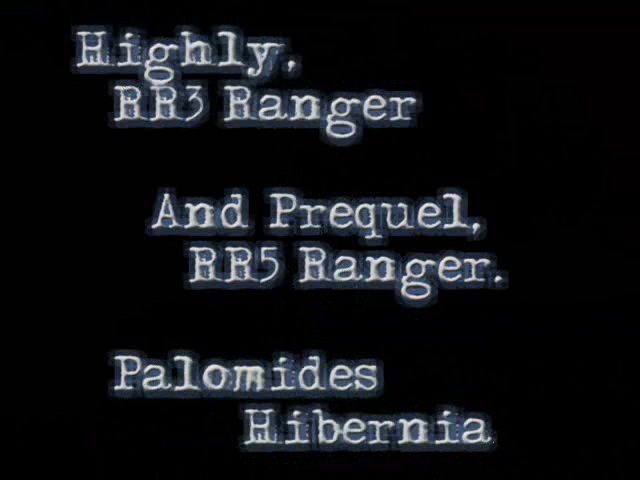 Highly,
RR3 Ranger
And Prequel,
RR5 Ranger.
Palomides
Hibernia